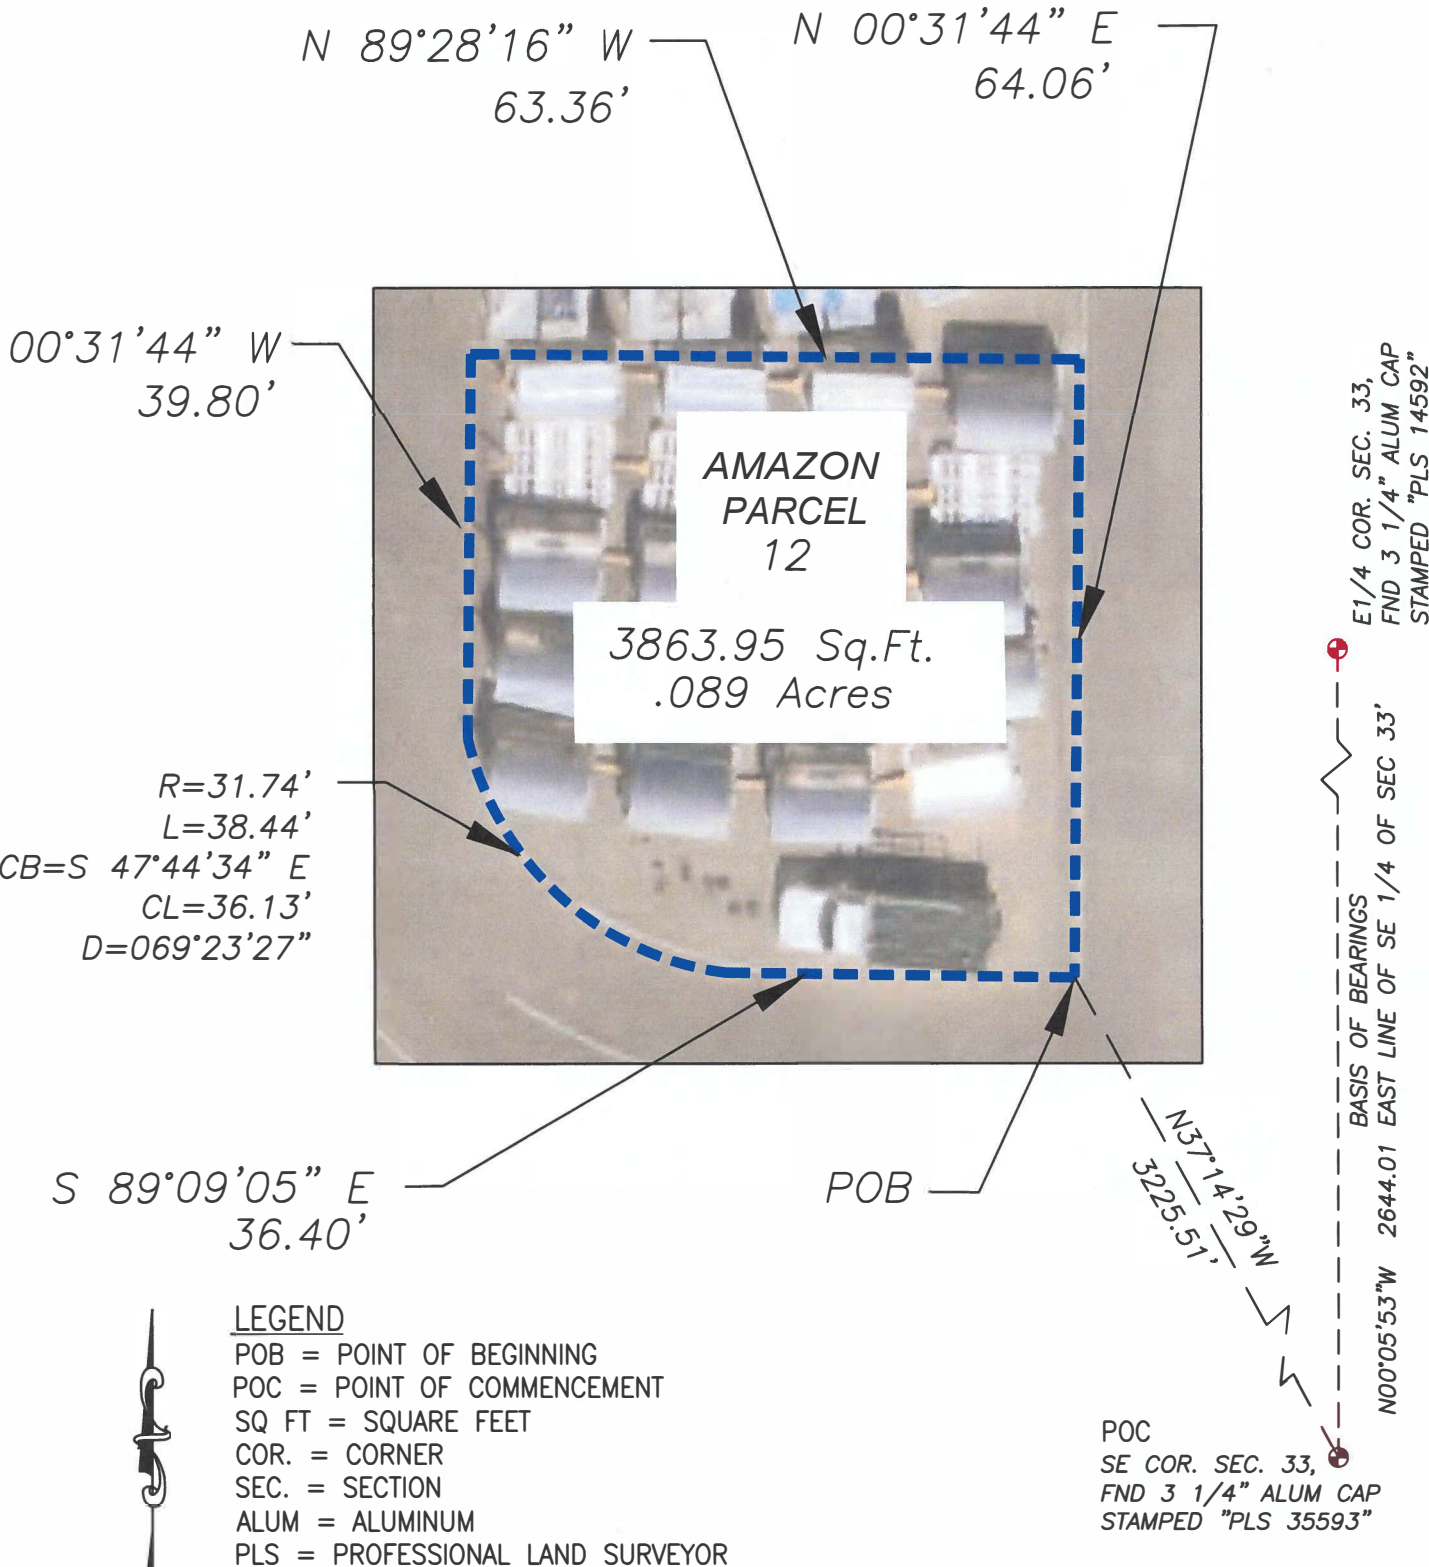 N 89°28'16" W
63.36'
N 00°31'44" E
64.06'
00°31'44" W
39.80'
AMAZON
PARCEL
12
3863.95 Sq.Ft.
.089 Acres
E1/4 COR. SEC. 33,
FND 3 1/4" ALUM CAP
STAMPED "PLS 14592"
R=31.74'
L=38.44'
CB=S 47°44'34" E
CL=36.13'
D=069°23'27"
BASIS OF BEARINGS
N00°05'53"W 2644.01 EAST LINE OF SE 1/4 OF SEC 33'
S 89°09'05" E
36.40'
POB
N37°14'29"W
3225.51'
LEGEND
POB = POINT OF BEGINNING
POC = POINT OF COMMENCEMENT
SQ FT = SQUARE FEET
COR. = CORNER
SEC. = SECTION
ALUM = ALUMINUM
PLS = PROFESSIONAL LAND SURVEYOR
POC
SE COR. SEC. 33,
FND 3 1/4" ALUM CAP
STAMPED "PLS 35593"